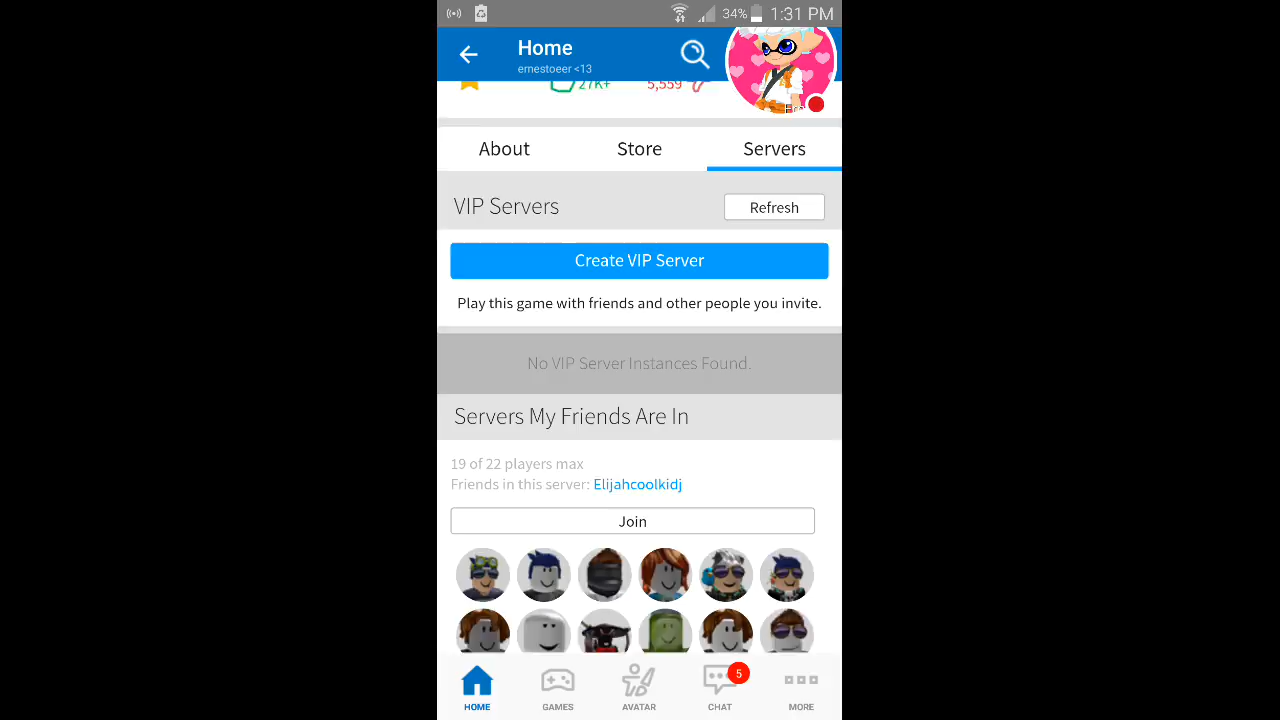 34% 1:31 PM
Home
ernestoeer <13
27K+ 5,559
About Store Servers
VIP Servers Refresh
Create VIP Server
Play this game with friends and other people you invite.
No VIP Server Instances Found.
Servers My Friends Are In
19 of 22 players max
Friends in this server: Elijahcoolkidj
Join
5
HOME GAMES AVATAR CHAT MORE